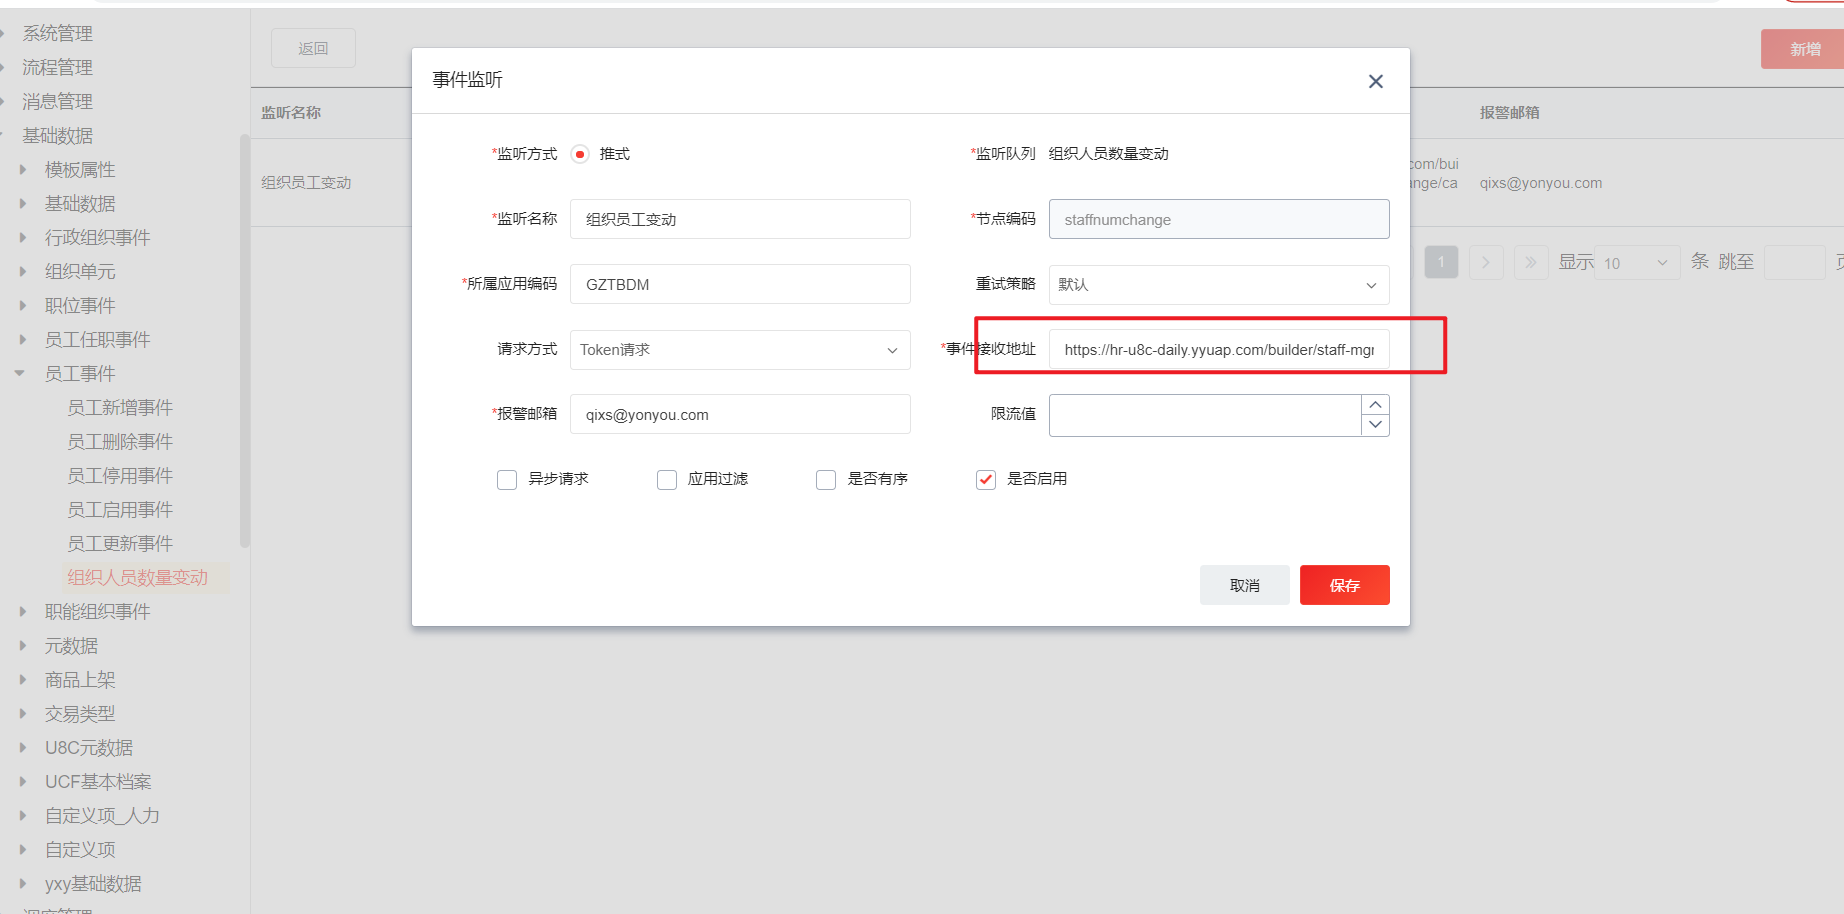 系统管理
流程管理
消息管理
基础数据
模板属性
基础数据
行政组织事件
组织单元
职位事件
员工任职事件
员工事件
员工新增事件
员工删除事件
员工停用事件
员工启用事件
员工更新事件
组织人员数量变动
职能组织事件
元数据
商品上架
交易类型
U8C元数据
UCF基本档案
自定义项_人力
自定义项
yxy基础数据
返回
新增
监听名称
报警邮箱
组织员工变动
com/bui
ange/ca
qixs@yonyou.com
1
显示 10 条 跳至
事件监听
*监听方式 推式
*监听队列 组织人员数量变动
*监听名称 组织员工变动
*节点编码 staffnumchange
*所属应用编码 GZTBDM
重试策略 默认
请求方式 Token请求
*事件接收地址 https://hr-u8c-daily.yyuap.com/builder/staff-mgr
*报警邮箱 qixs@yonyou.com
限流值
异步请求 应用过滤 是否有序 是否启用
取消 保存